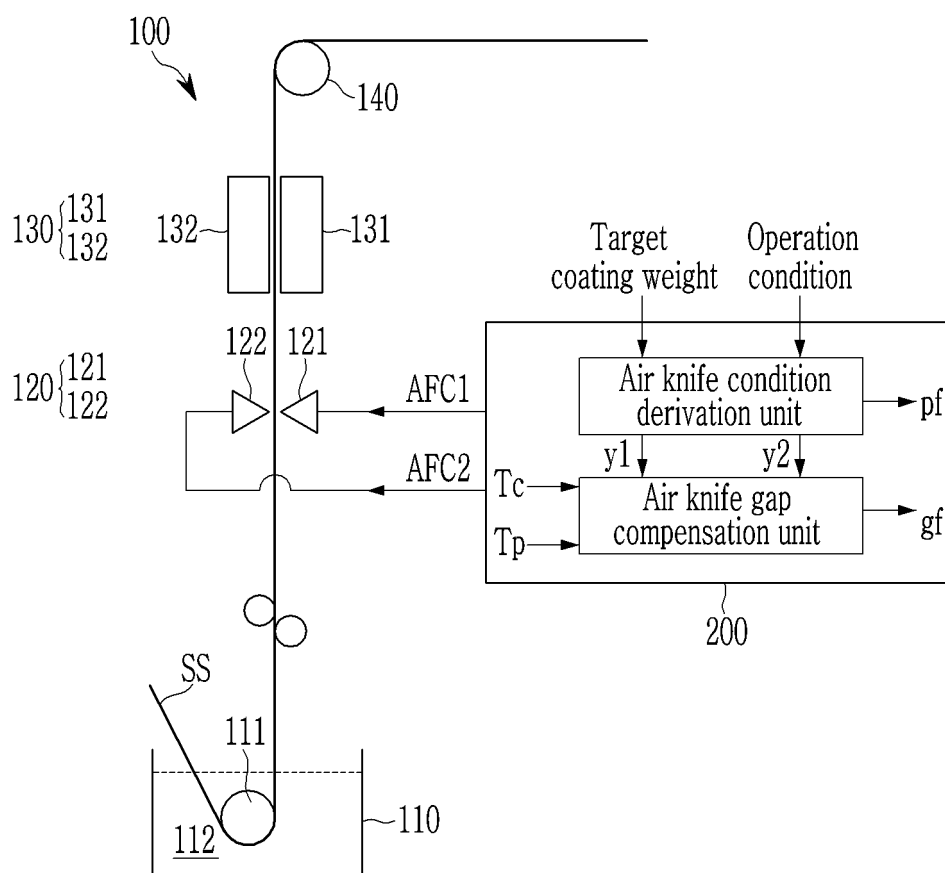 100
140
130 { 131
132
132
131
Target
coating weight
Operation
condition
120 { 121
122
122
121
AFC1
AFC2
Air knife condition
derivation unit
pf
y1
y2
Tc
Tp
Air knife gap
compensation unit
gf
200
SS
111
112
110